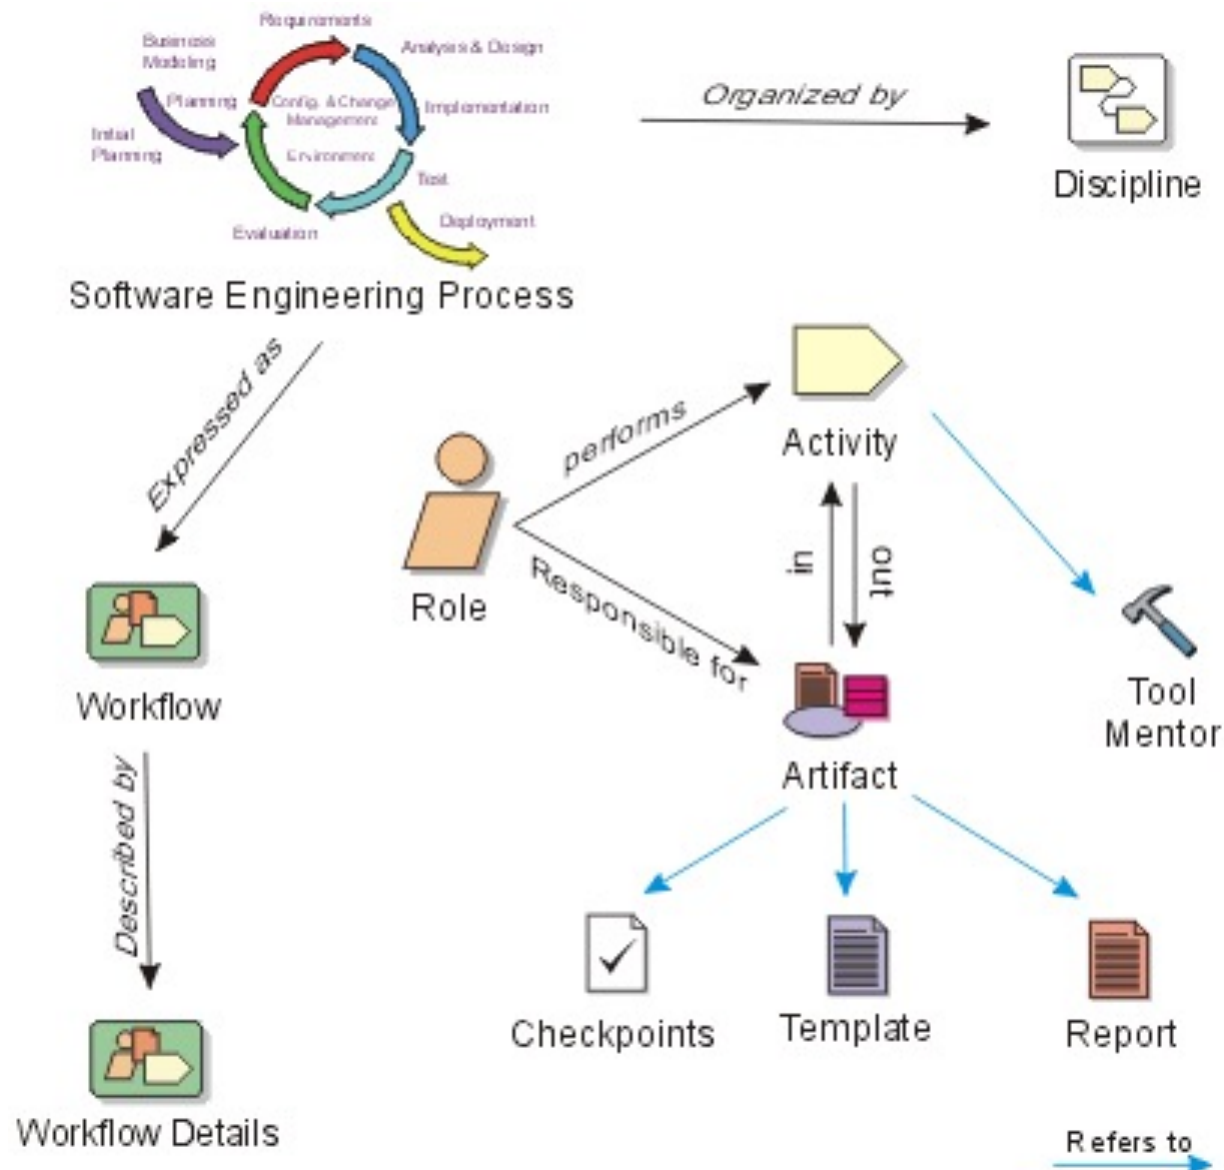 Requirements
Business
Modeling
Analysis & Design
Planning
Config. & Change
Management
Implementation
Initial
Planning
Environment
Test
Evaluation
Deployment
Software Engineering Process
Organized by
Discipline
Expressed as
performs
Activity
Role
Responsible for
in
out
Workflow
Artifact
Tool
Mentor
Described by
Checkpoints
Template
Report
Workflow Details
Refers to